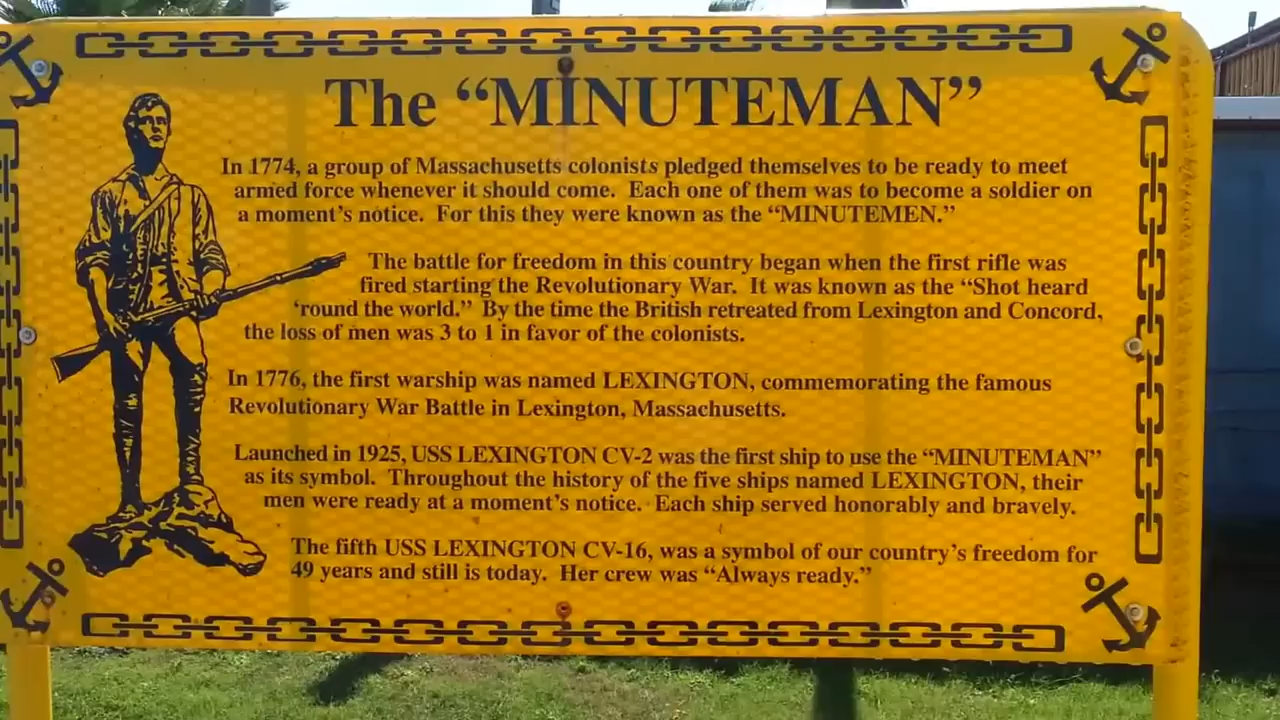 The “MINUTEMAN”
In 1774, a group of Massachusetts colonists pledged themselves to be ready to meet
armed force whenever it should come. Each one of them was to become a soldier on
a moment’s notice. For this they were known as the “MINUTEMEN.”
The battle for freedom in this country began when the first rifle was
fired starting the Revolutionary War. It was known as the “Shot heard
‘round the world.” By the time the British retreated from Lexington and Concord,
the loss of men was 3 to 1 in favor of the colonists.
In 1776, the first warship was named LEXINGTON, commemorating the famous
Revolutionary War Battle in Lexington, Massachusetts.
Launched in 1925, USS LEXINGTON CV-2 was the first ship to use the “MINUTEMAN”
as its symbol. Throughout the history of the five ships named LEXINGTON, their
men were ready at a moment’s notice. Each ship served honorably and bravely.
The fifth USS LEXINGTON CV-16, was a symbol of our country’s freedom for
49 years and still is today. Her crew was “Always ready.”